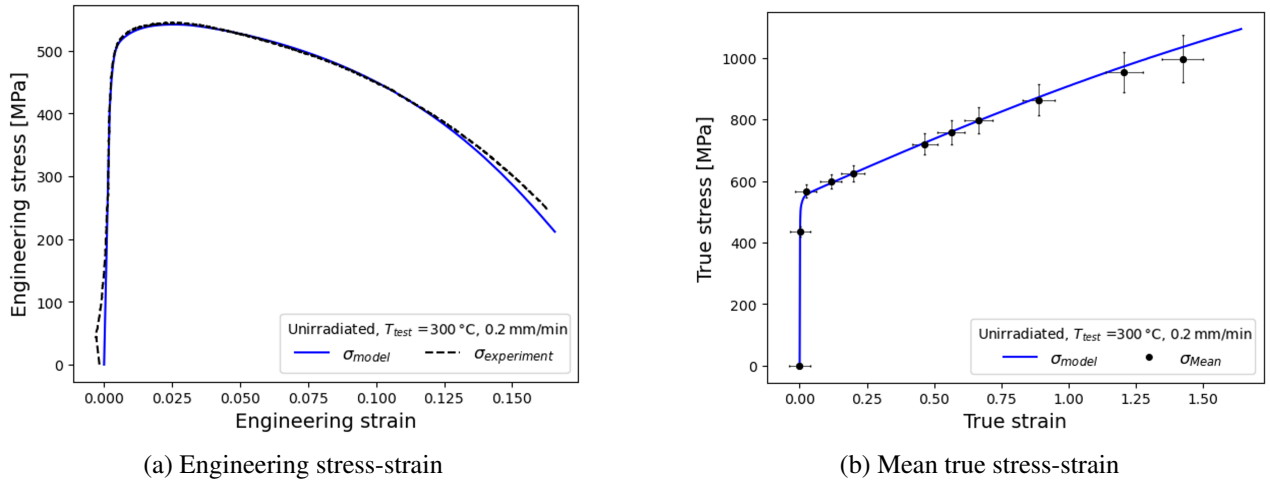 Engineering stress [MPa]
500
400
300
200
100
0
Unirradiated, T_test =300 °C, 0.2 mm/min
σ_model σ_experiment
0.000 0.025 0.050 0.075 0.100 0.125 0.150
Engineering strain
(a) Engineering stress-strain
True stress [MPa]
1000
800
600
400
200
0
Unirradiated, T_test =300 °C, 0.2 mm/min
σ_model σ_Mean
0.00 0.25 0.50 0.75 1.00 1.25 1.50
True strain
(b) Mean true stress-strain